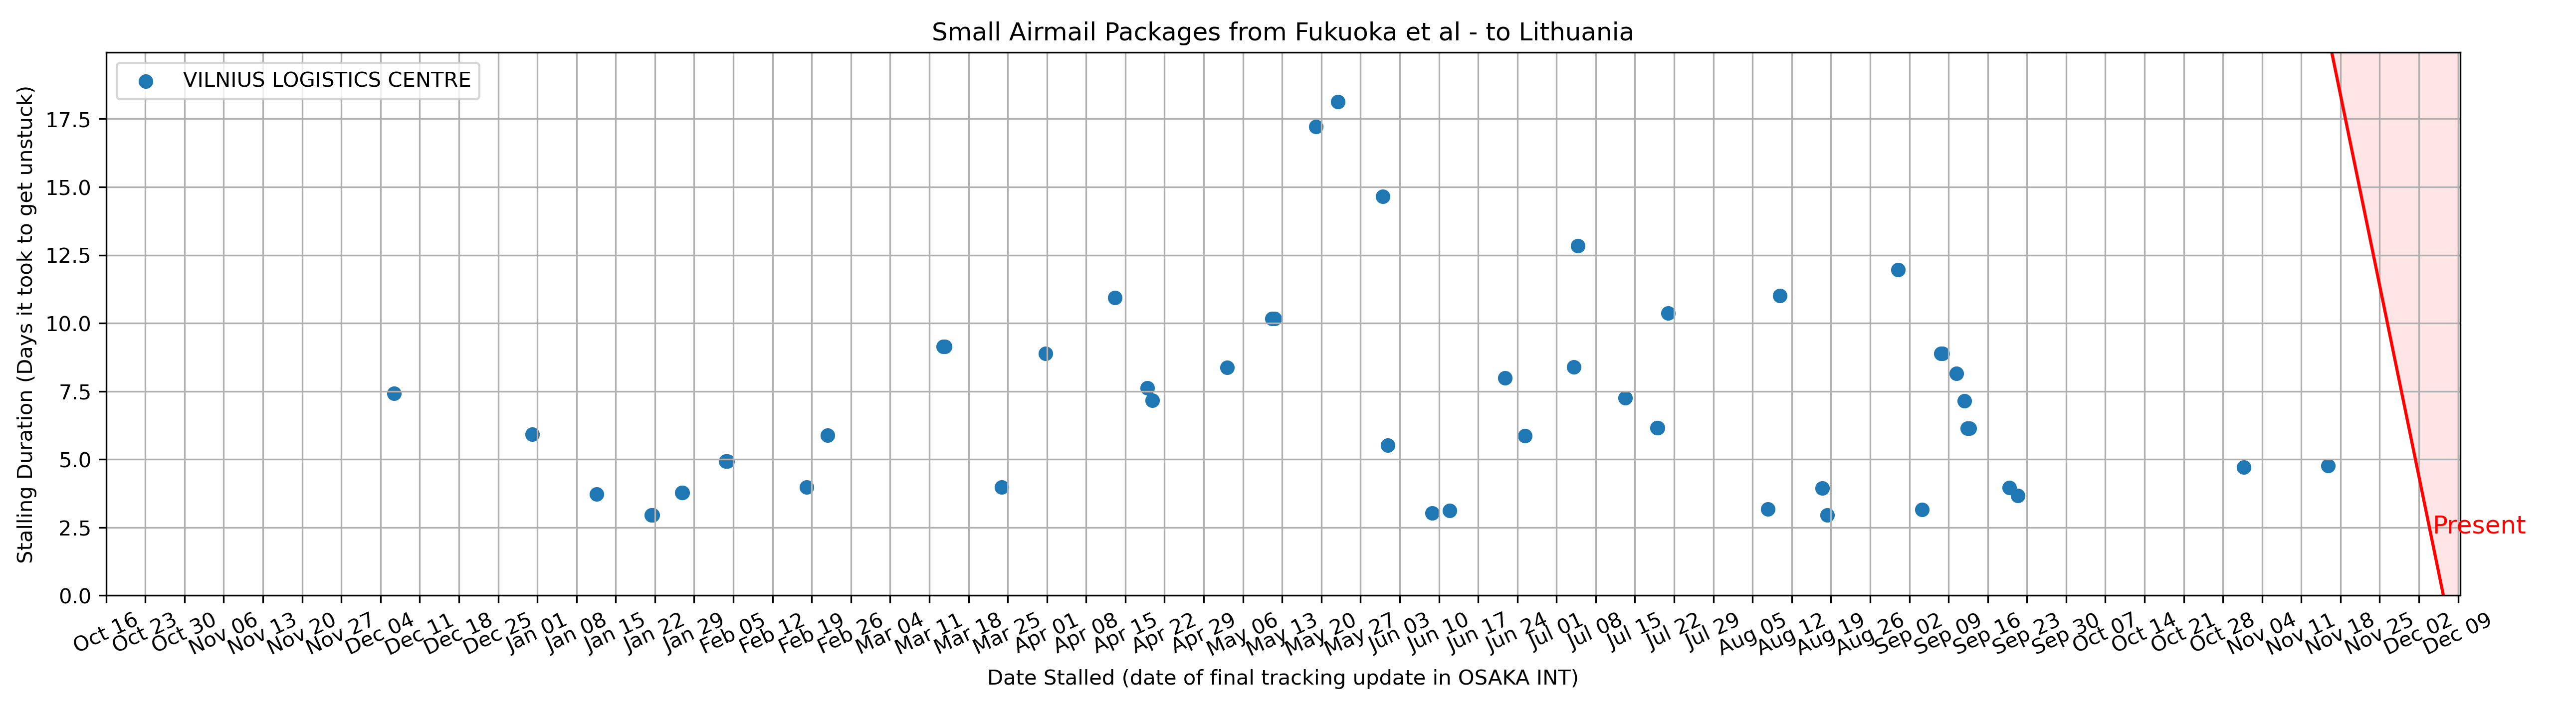 Small Airmail Packages from Fukuoka et al - to Lithuania
VILNIUS LOGISTICS CENTRE
Stalling Duration (Days it took to get unstuck)
17.5
15.0
12.5
10.0
7.5
5.0
2.5
0.0
Present
Oct 16
Oct 23
Oct 30
Nov 06
Nov 13
Nov 20
Nov 27
Dec 04
Dec 11
Dec 18
Dec 25
Jan 01
Jan 08
Jan 15
Jan 22
Jan 29
Feb 05
Feb 12
Feb 19
Feb 26
Mar 04
Mar 11
Mar 18
Mar 25
Apr 01
Apr 08
Apr 15
Apr 22
Apr 29
May 06
May 13
May 20
May 27
Jun 03
Jun 10
Jun 17
Jun 24
Jul 01
Jul 08
Jul 15
Jul 22
Jul 29
Aug 05
Aug 12
Aug 19
Aug 26
Sep 02
Sep 09
Sep 16
Sep 23
Sep 30
Oct 07
Oct 14
Oct 21
Oct 28
Nov 04
Nov 11
Nov 18
Nov 25
Dec 02
Dec 09
Date Stalled (date of final tracking update in OSAKA INT)